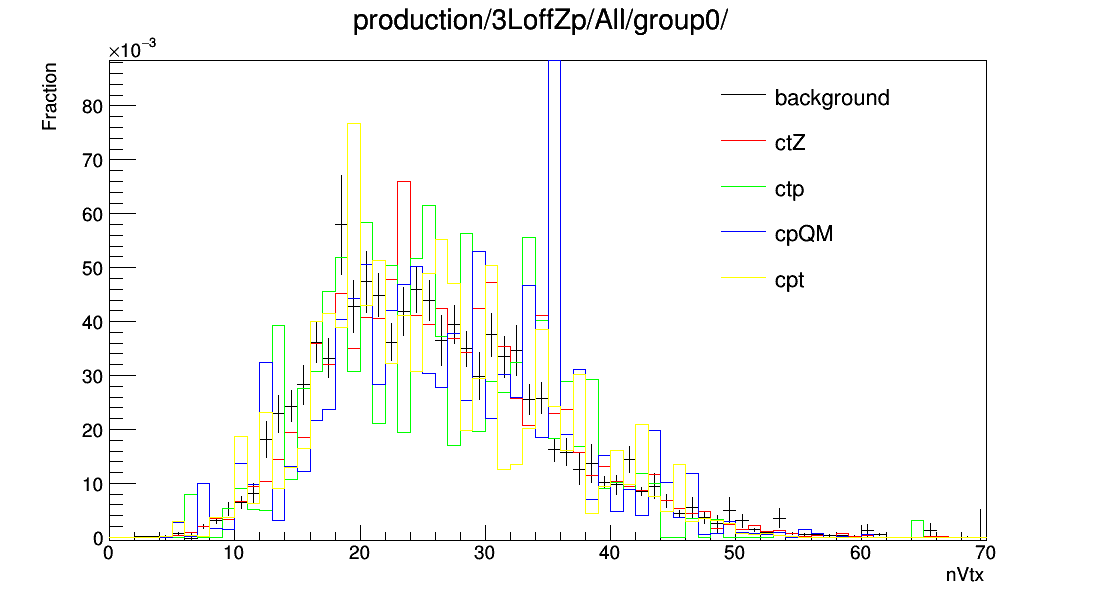 production/3LoffZp/All/group0/
×10⁻³
Fraction
80
70
60
50
40
30
20
10
0
background
ctZ
ctp
cpQM
cpt
0 10 20 30 40 50 60 70
nVtx